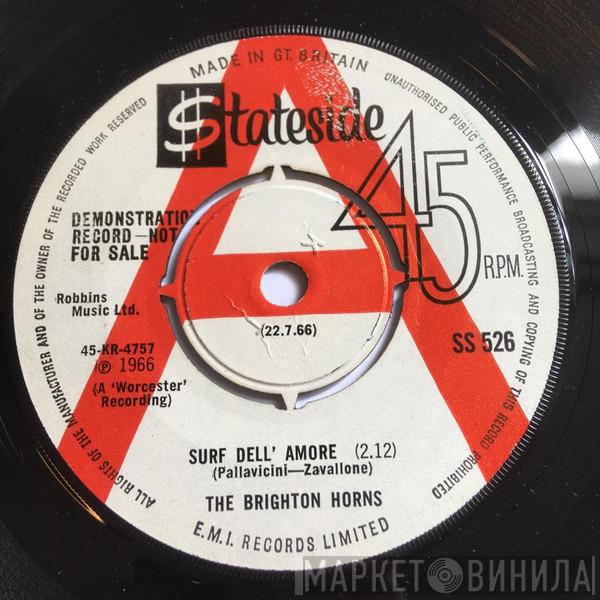 MADE IN GT. BRITAIN
ALL RIGHTS OF THE MANUFACTURER AND OF THE OWNER OF THE RECORDED WORK RESERVED
UNAUTHORISED PUBLIC PERFORMANCE BROADCASTING AND COPYING OF THIS RECORD PROHIBITED
$tateside
A
45
R.P.M.
DEMONSTRATION
RECORD—NOT
FOR SALE
Robbins
Music Ltd.
(22.7.66)
SS 526
45-KR-4757
℗ 1966
(A 'Worcester'
Recording)
SURF DELL' AMORE (2.12)
(Pallavicini—Zavallone)
THE BRIGHTON HORNS
E.M.I. RECORDS LIMITED
МАРКЕТ ВИНИЛА